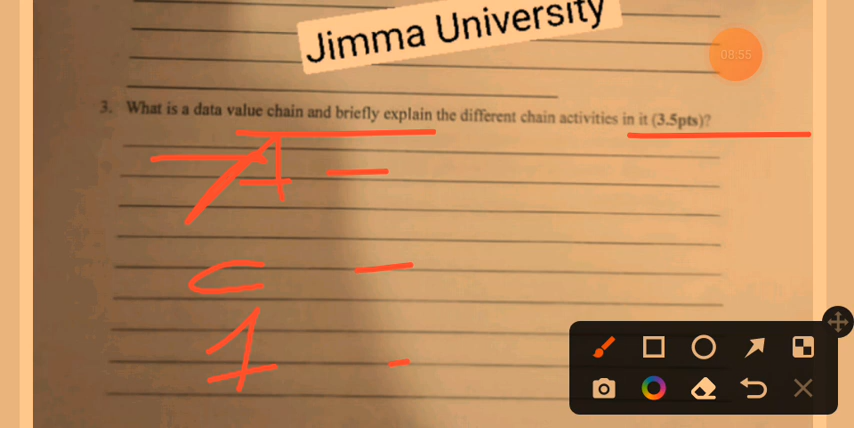 Jimma University
08:55
3. What is a data value chain and briefly explain the different chain activities in it (3.5pts)?